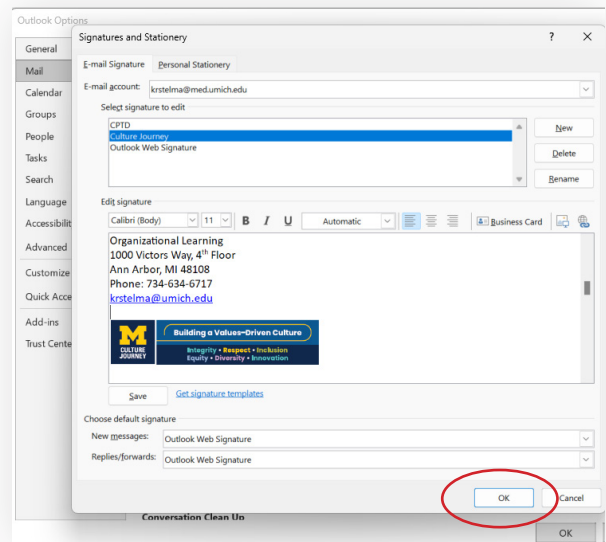 Outlook Options
General
Mail
Calendar
Groups
People
Tasks
Search
Language
Accessibilit
Advanced
Customize
Quick Acce
Add-ins
Trust Cente
Signatures and Stationery
?
E-mail Signature Personal Stationery
E-mail account: krstelma@med.umich.edu
Select signature to edit
CPTD
Culture Journey
Outlook Web Signature
New
Delete
Rename
Edit signature
Calibri (Body) 11 B I U Automatic Business Card
Organizational Learning
1000 Victors Way, 4th Floor
Ann Arbor, MI 48108
Phone: 734-634-6717
krstelma@umich.edu
M
CULTURE
JOURNEY
Building a Values-Driven Culture
Integrity • Respect • Inclusion
Equity • Diversity • Innovation
Save Get signature templates
Choose default signature
New messages: Outlook Web Signature
Replies/forwards: Outlook Web Signature
OK Cancel
Conversation Clean Up
OK